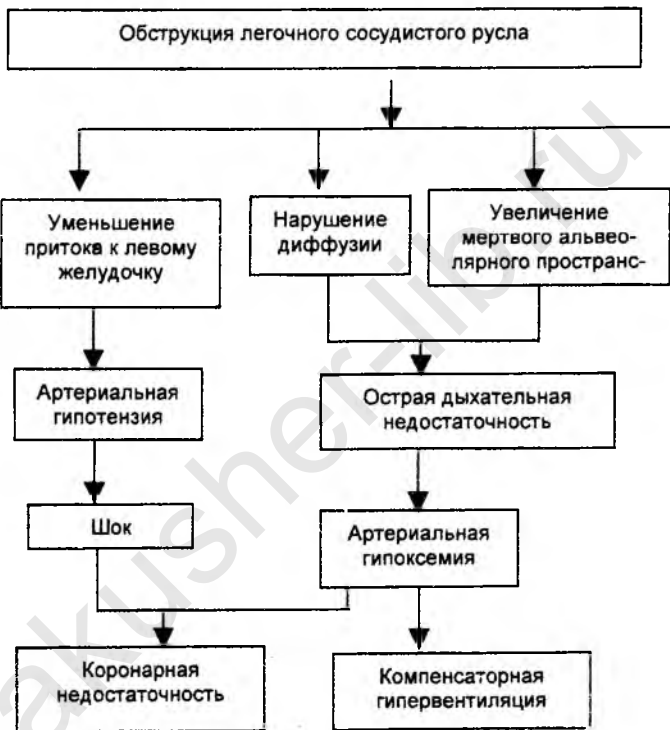 Обструкция легочного сосудистого русла
Уменьшение
притока к левому
желудочку
Нарушение
диффузии
Увеличение
мертвого альвео-
лярного пространс-
Артериальная
гипотензия
Острая дыхательная
недостаточность
Шок
Артериальная
гипоксемия
Коронарная
недостаточность
Компенсаторная
гипервентиляция
akusher-lib.ru